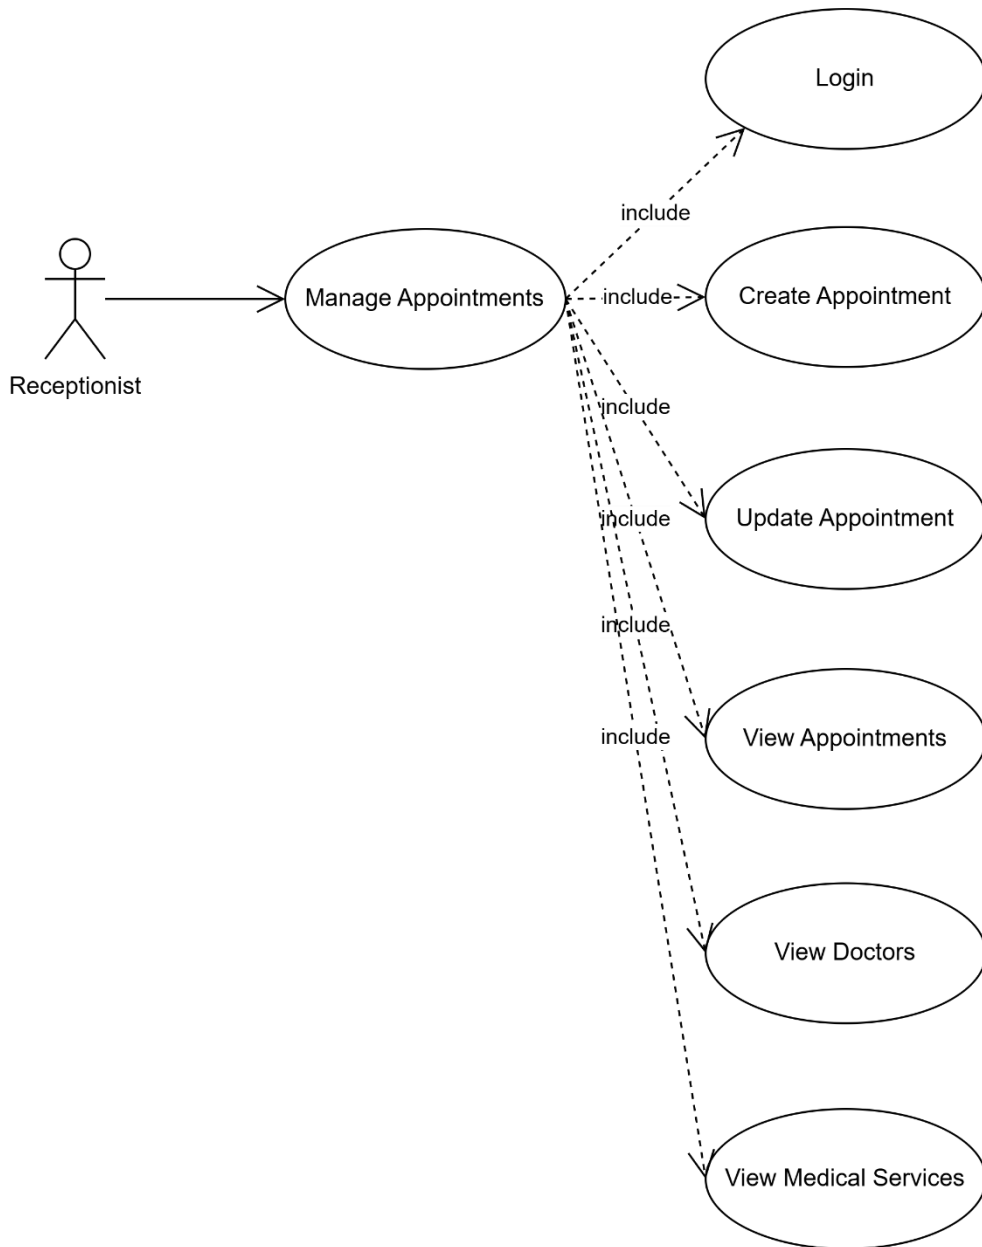 Login
include
Receptionist
Manage Appointments
include
Create Appointment
include
Update Appointment
include
include
View Appointments
include
View Doctors
View Medical Services